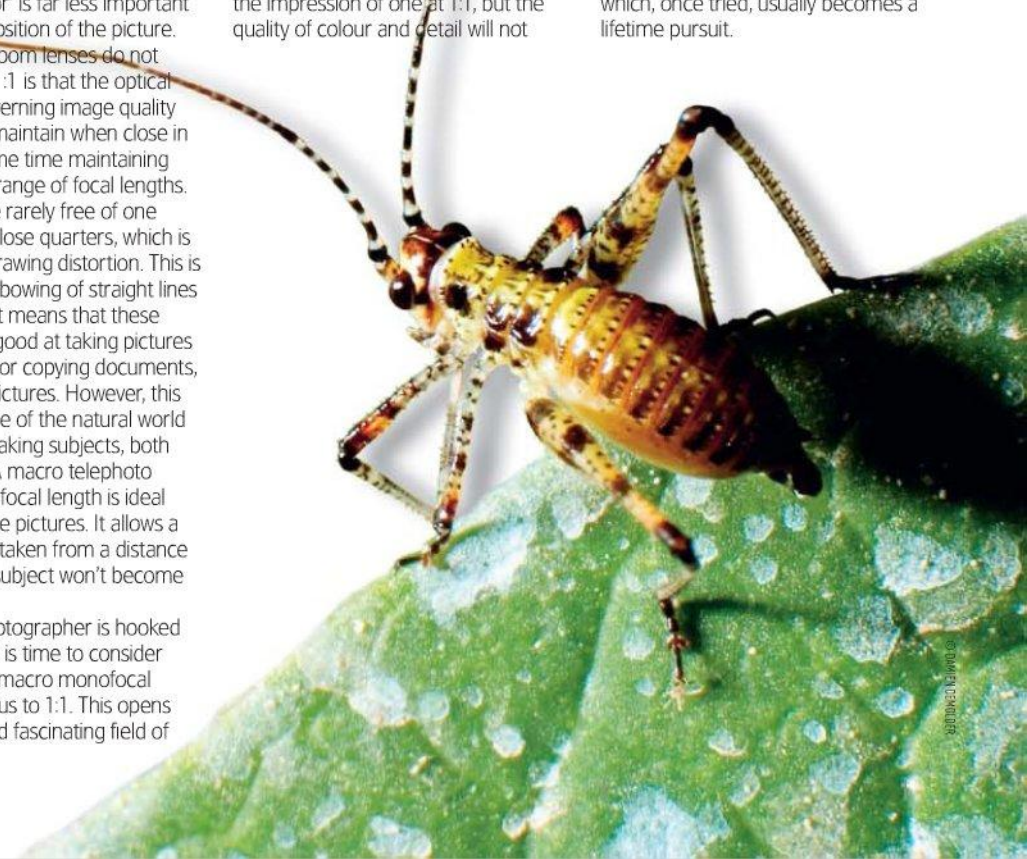 or' is far less important
osition of the picture.
oom lenses do not
:1 is that the optical
erning image quality
maintain when close in
me time maintaining
range of focal lengths.
e rarely free of one
lose quarters, which is
rawing distortion. This is
bowing of straight lines
t means that these
good at taking pictures
or copying documents,
ictures. However, this
e of the natural world
aking subjects, both
A macro telephoto
focal length is ideal
e pictures. It allows a
taken from a distance
subject won't become
otographer is hooked
is time to consider
macro monofocal
us to 1:1. This opens
d fascinating field of
the impression of one at 1:1, but the
quality of colour and detail will not
which, once tried, usually becomes a
lifetime pursuit.
© DAMIEN DEMOLDER